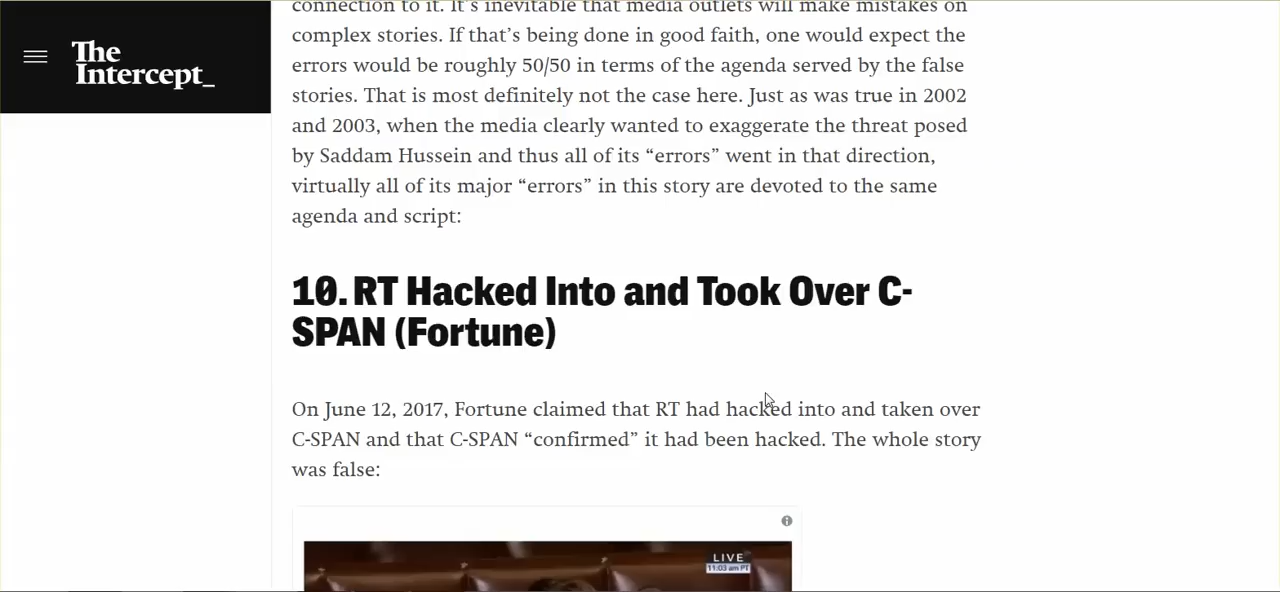 The
Intercept_
connection to it. It’s inevitable that media outlets will make mistakes on
complex stories. If that’s being done in good faith, one would expect the
errors would be roughly 50/50 in terms of the agenda served by the false
stories. That is most definitely not the case here. Just as was true in 2002
and 2003, when the media clearly wanted to exaggerate the threat posed
by Saddam Hussein and thus all of its “errors” went in that direction,
virtually all of its major “errors” in this story are devoted to the same
agenda and script:
10. RT Hacked Into and Took Over C-
SPAN (Fortune)
On June 12, 2017, Fortune claimed that RT had hacked into and taken over
C-SPAN and that C-SPAN “confirmed” it had been hacked. The whole story
was false:
LIVE
11:03 am PT